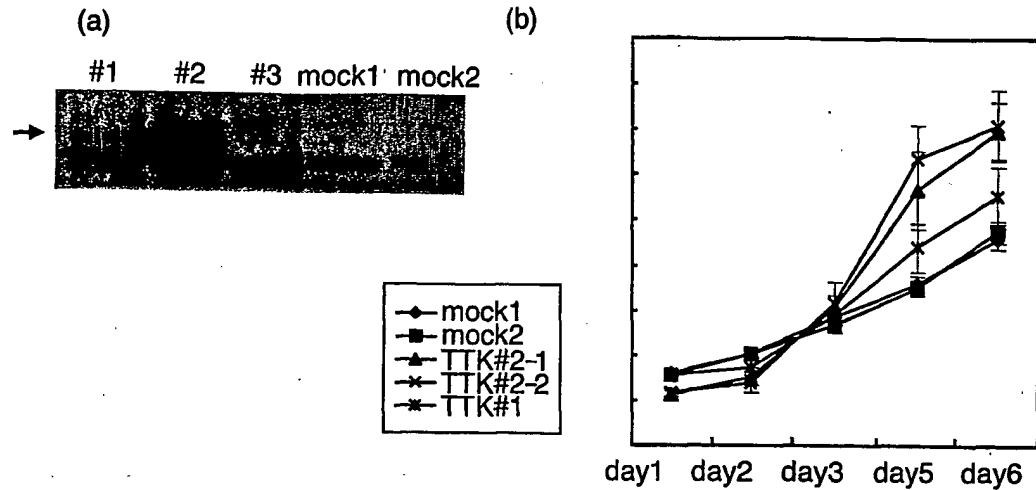 (a)
#1 #2 #3 mock1 mock2
(b)
mock1
mock2
TTK#2-1
TTK#2-2
TTK#1
day1 day2 day3 day5 day6